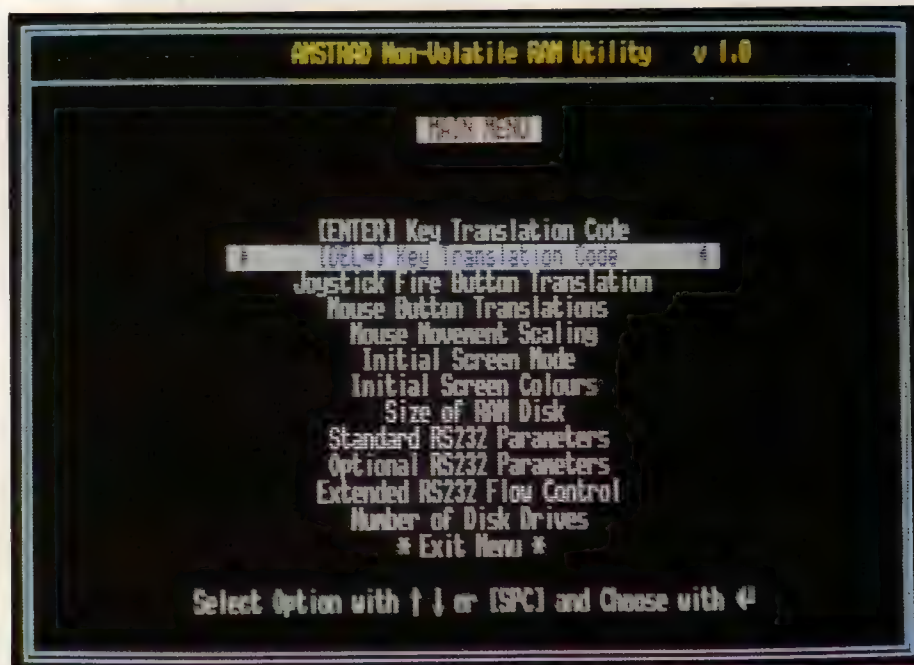 AMSTRAD Non-Volatile RAM Utility v 1.0
MAIN MENU
[ENTER] Key Translation Code
[DEL◄] Key Translation Code
Joystick Fire Button Translation
Mouse Button Translations
Mouse Movement Scaling
Initial Screen Mode
Initial Screen Colours
Size of RAM Disk
Standard RS232 Parameters
Optional RS232 Parameters
Extended RS232 Flow Control
Number of Disk Drives
* Exit Menu *
Select Option with ↑ ↓ or [SPC] and Choose with ↵